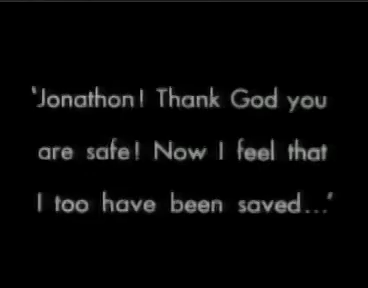 'Jonathon! Thank God you
are safe! Now I feel that
I too have been saved...'